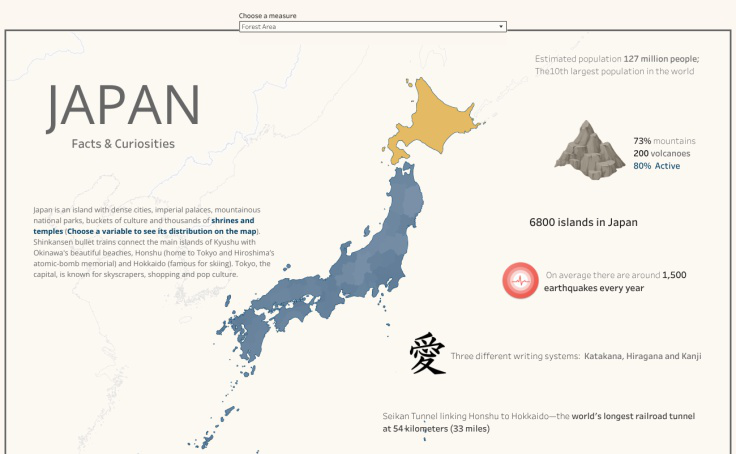 Choose a measure
Forest Area
JAPAN
Facts & Curiosities
Japan is an island with dense cities, imperial palaces, mountainous
national parks, buckets of culture and thousands of shrines and
temples (Choose a variable to see its distribution on the map).
Shinkansen bullet trains connect the main islands of Kyushu with
Okinawa's beautiful beaches, Honshu (home to Tokyo and Hiroshima's
atomic-bomb memorial) and Hokkaido (famous for skiing). Tokyo, the
capital, is known for skyscrapers, shopping and pop culture.
Estimated population 127 million people;
The10th largest population in the world
73% mountains
200 volcanoes
80% Active
6800 islands in Japan
On average there are around 1,500
earthquakes every year
愛
Three different writing systems: Katakana, Hiragana and Kanji
Seikan Tunnel linking Honshu to Hokkaido—the world's longest railroad tunnel
at 54 kilometers (33 miles)